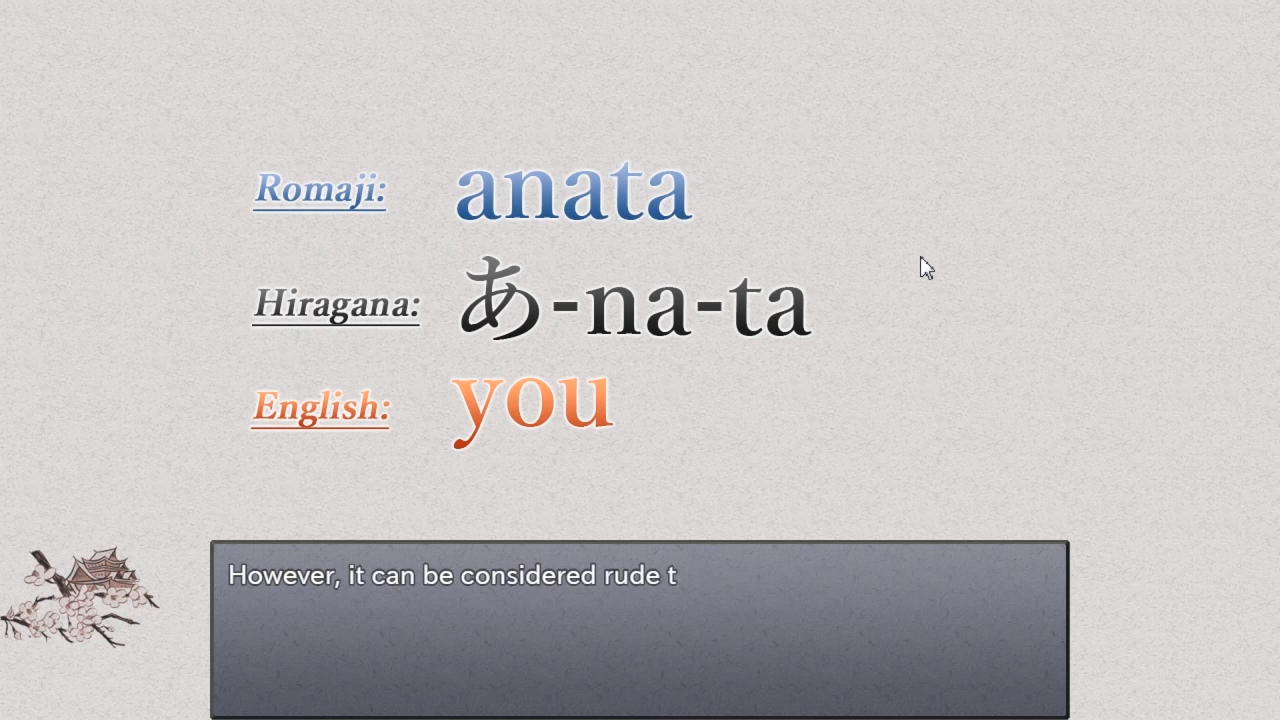 Romaji: anata
Hiragana: あ-na-ta
English: you
However, it can be considered rude t